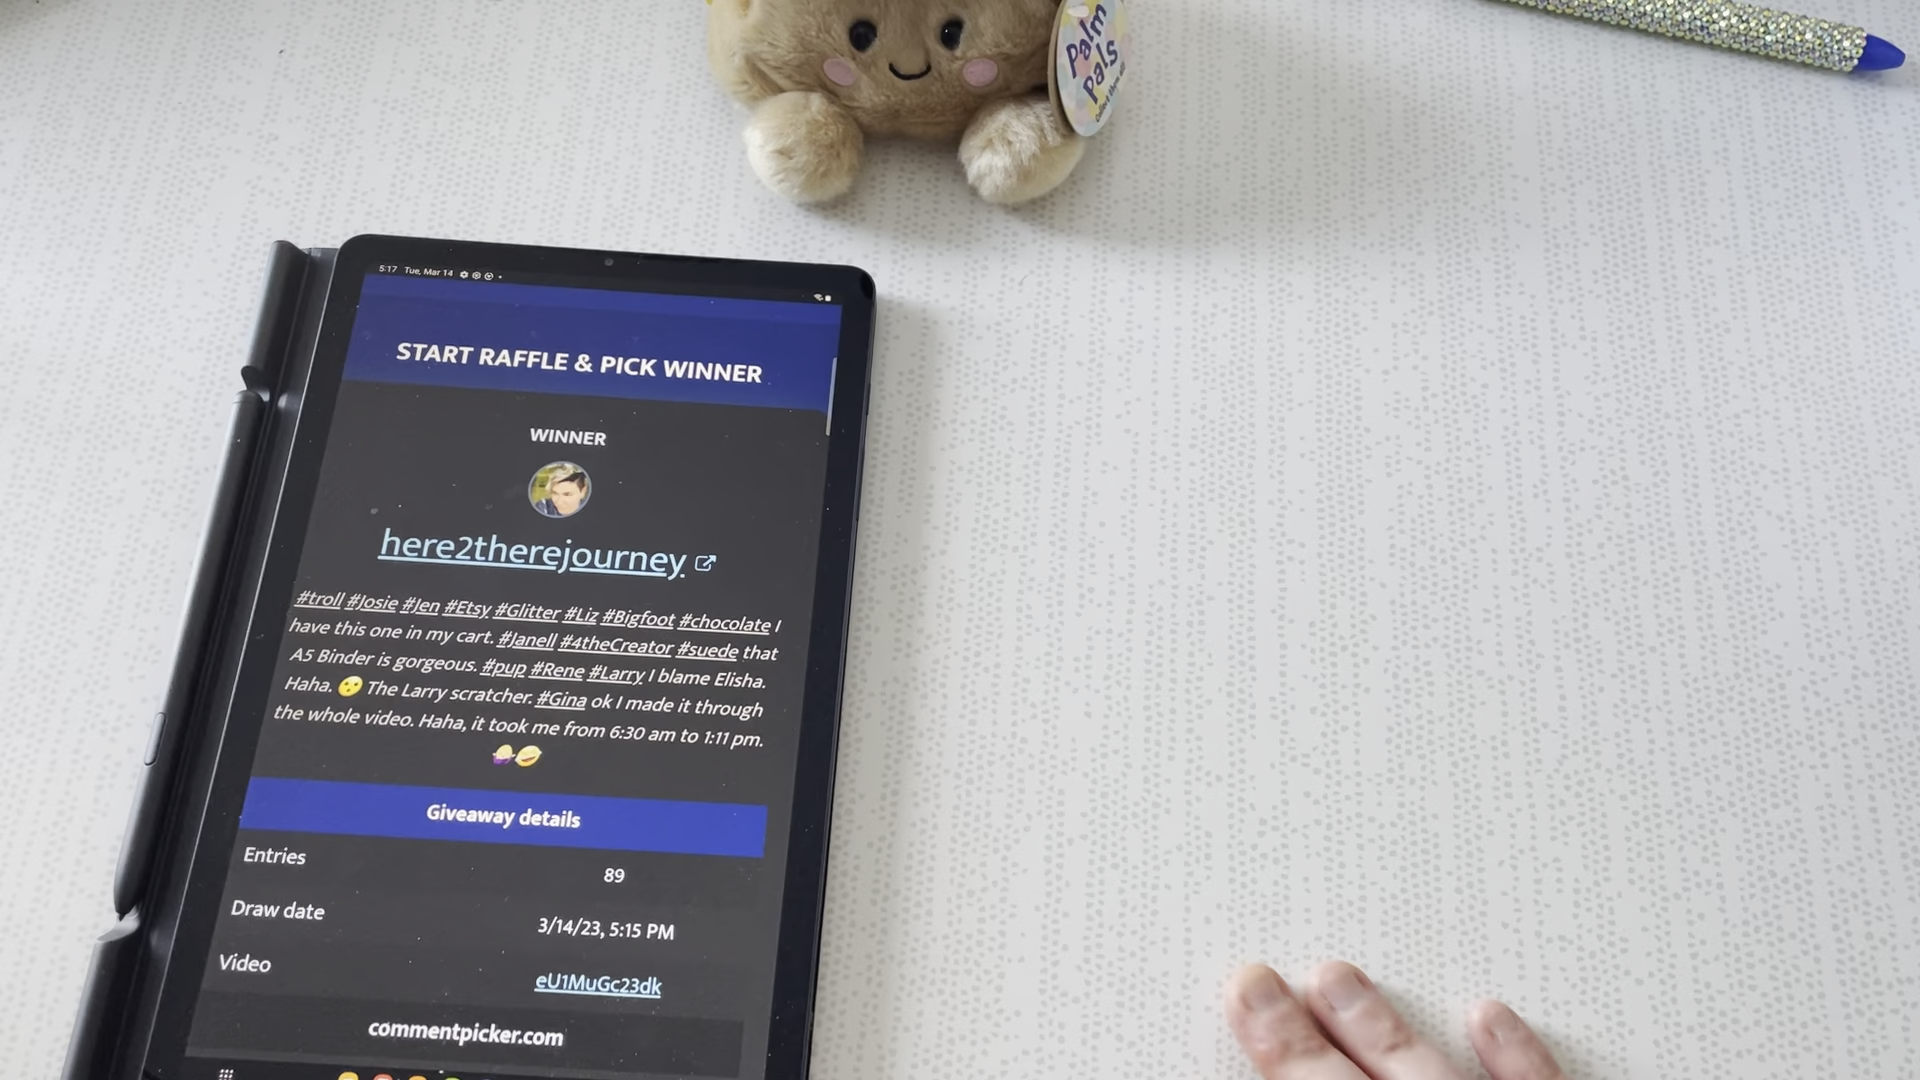 Palm
Pals
5:17 Tue, Mar 14
START RAFFLE & PICK WINNER
WINNER
here2therejourney
#troll #Josie #Jen #Etsy #Glitter #Liz #Bigfoot #chocolate I
have this one in my cart. #Janell #4theCreator #suede that
A5 Binder is gorgeous. #pup #Rene #Larry I blame Elisha.
Haha. 😗 The Larry scratcher. #Gina ok I made it through
the whole video. Haha, it took me from 6:30 am to 1:11 pm.
Giveaway details
Entries 89
Draw date 3/14/23, 5:15 PM
Video eU1MuGc23dk
commentpicker.com